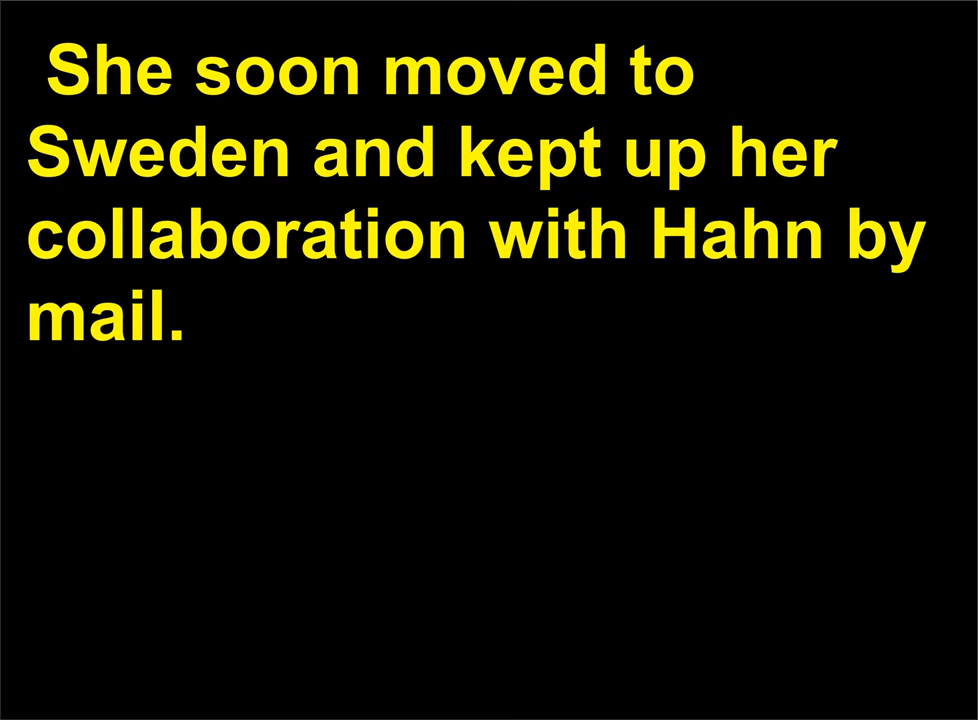 She soon moved to
Sweden and kept up her
collaboration with Hahn by
mail.